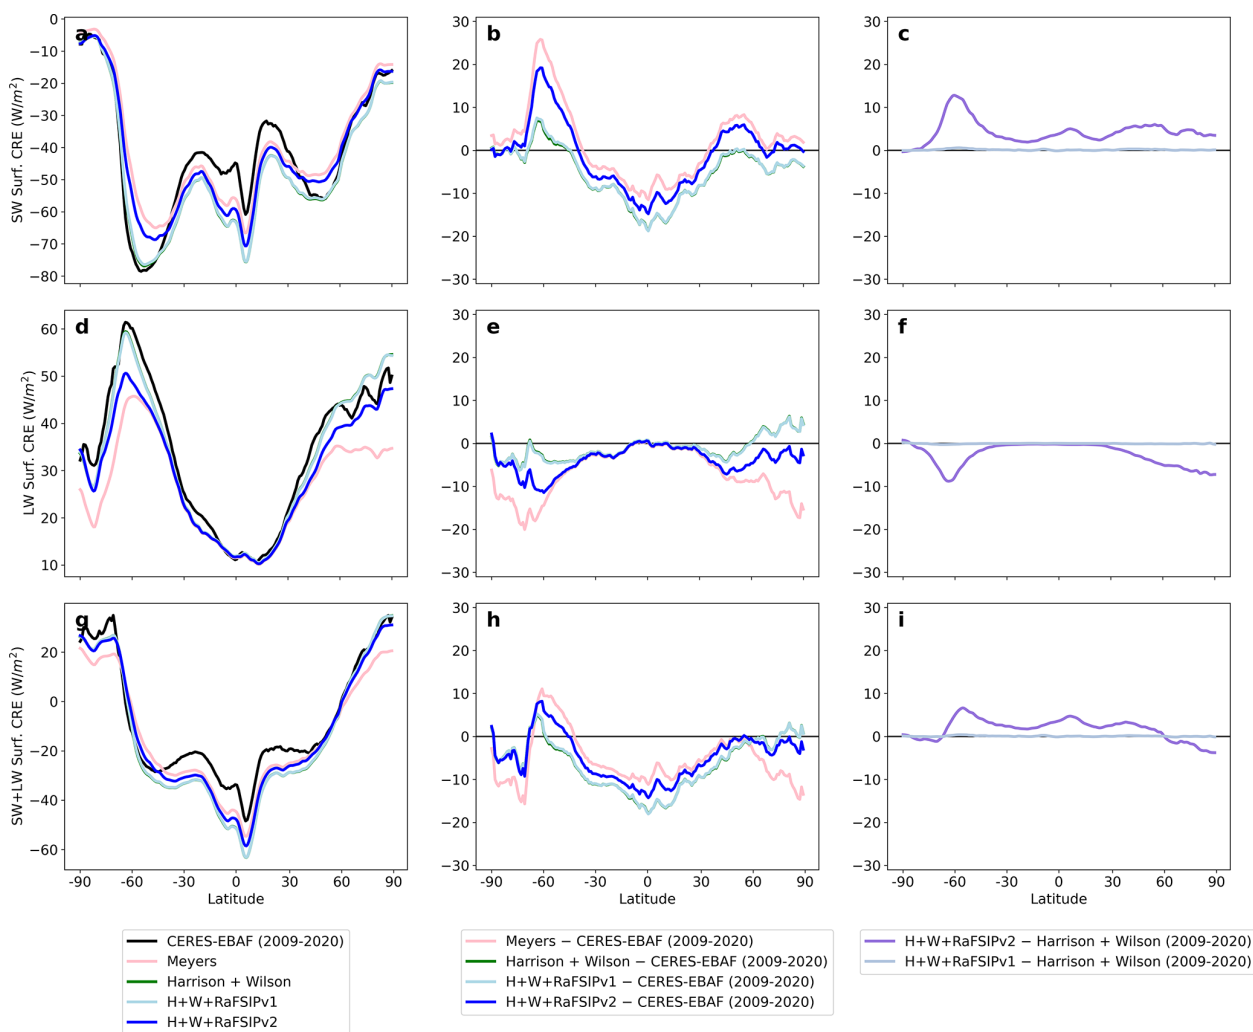 a
b
c
0
−10
−20
−30
−40
−50
−60
−70
−80
SW Surf. CRE (W/m²)
30
20
10
0
−10
−20
−30
30
20
10
0
−10
−20
−30
d
e
f
60
50
40
30
20
10
LW Surf. CRE (W/m²)
30
20
10
0
−10
−20
−30
30
20
10
0
−10
−20
−30
g
h
i
20
0
−20
−40
−60
SW+LW Surf. CRE (W/m²)
30
20
10
0
−10
−20
−30
30
20
10
0
−10
−20
−30
-90 -60 -30 0 30 60 90
Latitude
-90 -60 -30 0 30 60 90
Latitude
-90 -60 -30 0 30 60 90
Latitude
CERES-EBAF (2009-2020)
Meyers
Harrison + Wilson
H+W+RaFSIPv1
H+W+RaFSIPv2
Meyers − CERES-EBAF (2009-2020)
Harrison + Wilson − CERES-EBAF (2009-2020)
H+W+RaFSIPv1 − CERES-EBAF (2009-2020)
H+W+RaFSIPv2 − CERES-EBAF (2009-2020)
H+W+RaFSIPv2 − Harrison + Wilson (2009-2020)
H+W+RaFSIPv1 − Harrison + Wilson (2009-2020)